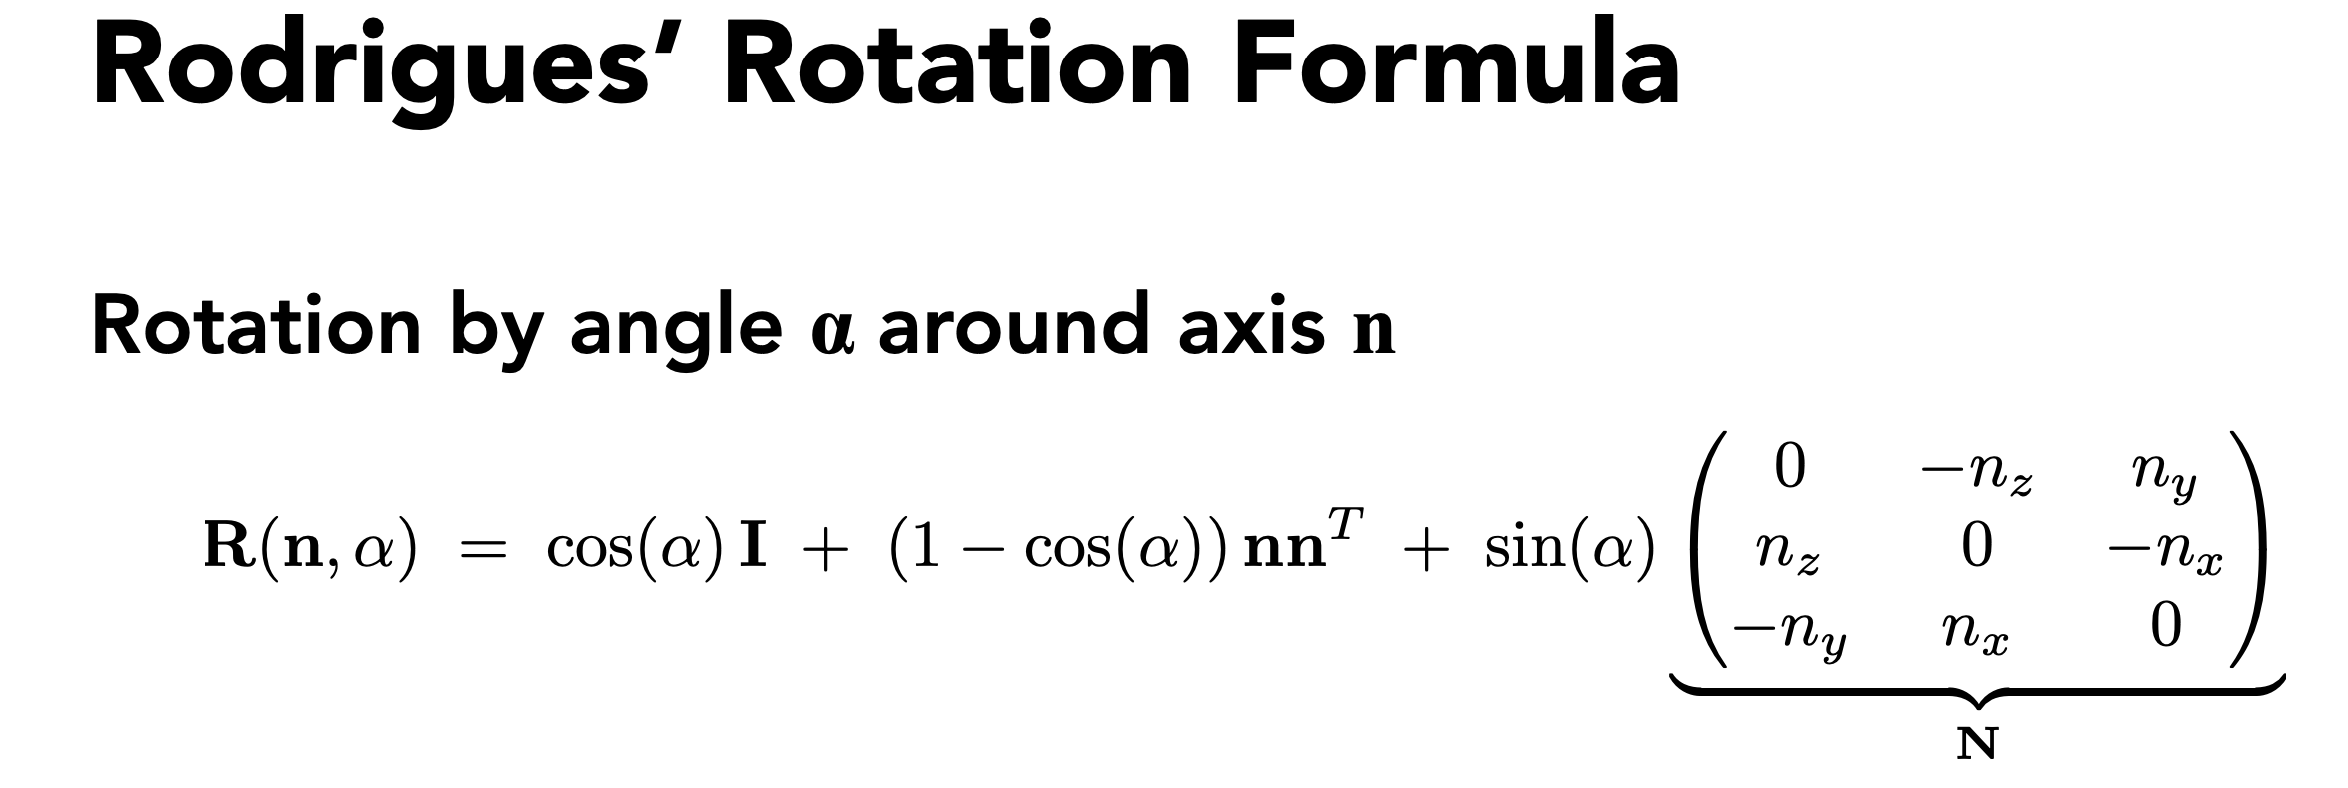 Rodrigues’ Rotation Formula
Rotation by angle α around axis n
R(n, α) = cos(α) I + (1 − cos(α)) nnᵀ + sin(α) ( 0 −n_z n_y
n_z 0 −n_x
−n_y n_x 0 )
N